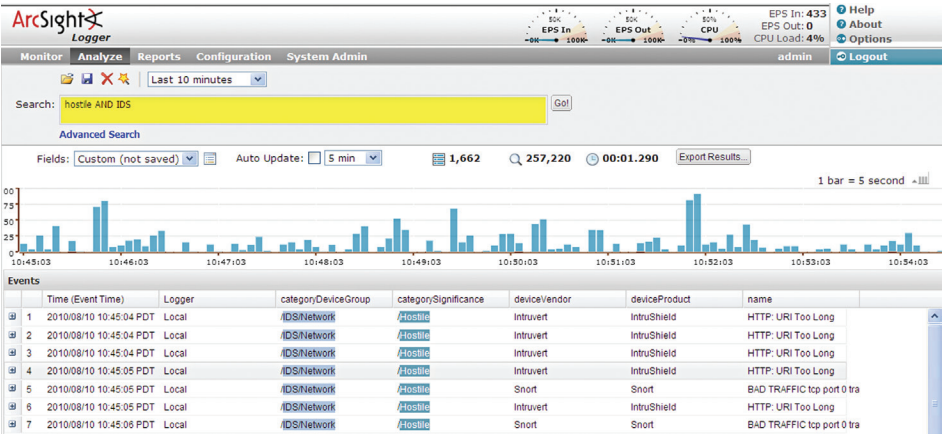 ArcSight
Logger
50K
EPS In
0K 100K
50K
EPS Out
0K 100K
50%
CPU
0% 100%
EPS In: 433
EPS Out: 0
CPU Load: 4%
Help
About
Options
Monitor Analyze Reports Configuration System Admin admin Logout
Last 10 minutes
Search: hostile AND IDS Go!
Advanced Search
Fields: Custom (not saved) Auto Update: 5 min 1,662 257,220 00:01.290 Export Results...
1 bar = 5 second
00
75
50
25
0
10:45:03 10:46:03 10:47:03 10:48:03 10:49:03 10:50:03 10:51:03 10:52:03 10:53:03 10:54:03
Events
Time (Event Time) Logger categoryDeviceGroup categorySignificance deviceVendor deviceProduct name
1 2010/08/10 10:45:04 PDT Local /IDS/Network /Hostile Intruvert IntruShield HTTP: URI Too Long
2 2010/08/10 10:45:04 PDT Local /IDS/Network /Hostile Intruvert IntruShield HTTP: URI Too Long
3 2010/08/10 10:45:04 PDT Local /IDS/Network /Hostile Intruvert IntruShield HTTP: URI Too Long
4 2010/08/10 10:45:05 PDT Local /IDS/Network /Hostile Intruvert IntruShield HTTP: URI Too Long
5 2010/08/10 10:45:05 PDT Local /IDS/Network /Hostile Snort Snort BAD TRAFFIC tcp port 0 tra
6 2010/08/10 10:45:05 PDT Local /IDS/Network /Hostile Intruvert IntruShield HTTP: URI Too Long
7 2010/08/10 10:45:06 PDT Local /IDS/Network /Hostile Snort Snort BAD TRAFFIC tcp port 0 tra